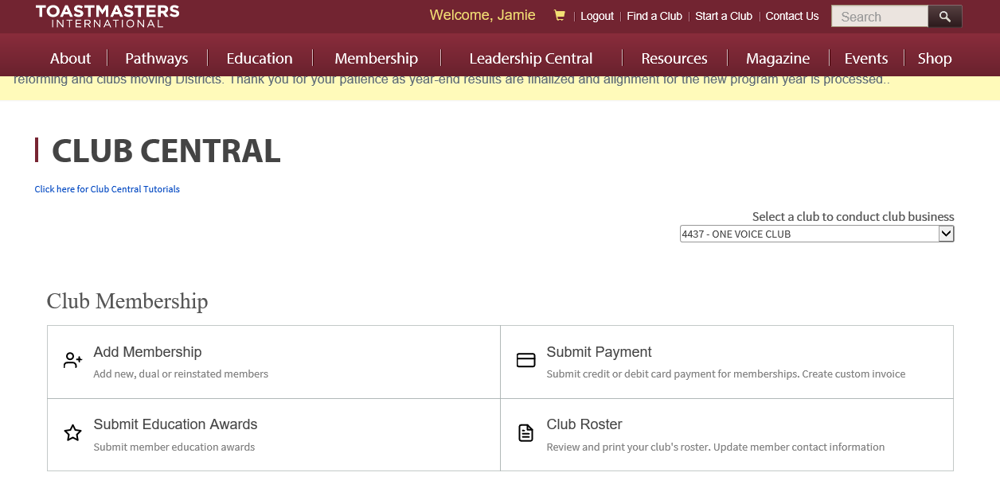 TOASTMASTERS
INTERNATIONAL
Welcome, Jamie
Logout
Find a Club
Start a Club
Contact Us
Search
About
Pathways
Education
Membership
Leadership Central
Resources
Magazine
Events
Shop
reforming and clubs moving Districts. Thank you for your patience as year-end results are finalized and alignment for the new program year is processed..
CLUB CENTRAL
Click here for Club Central Tutorials
Select a club to conduct club business
4437 - ONE VOICE CLUB
Club Membership
Add Membership
Add new, dual or reinstated members
Submit Payment
Submit credit or debit card payment for memberships. Create custom invoice
Submit Education Awards
Submit member education awards
Club Roster
Review and print your club's roster. Update member contact information